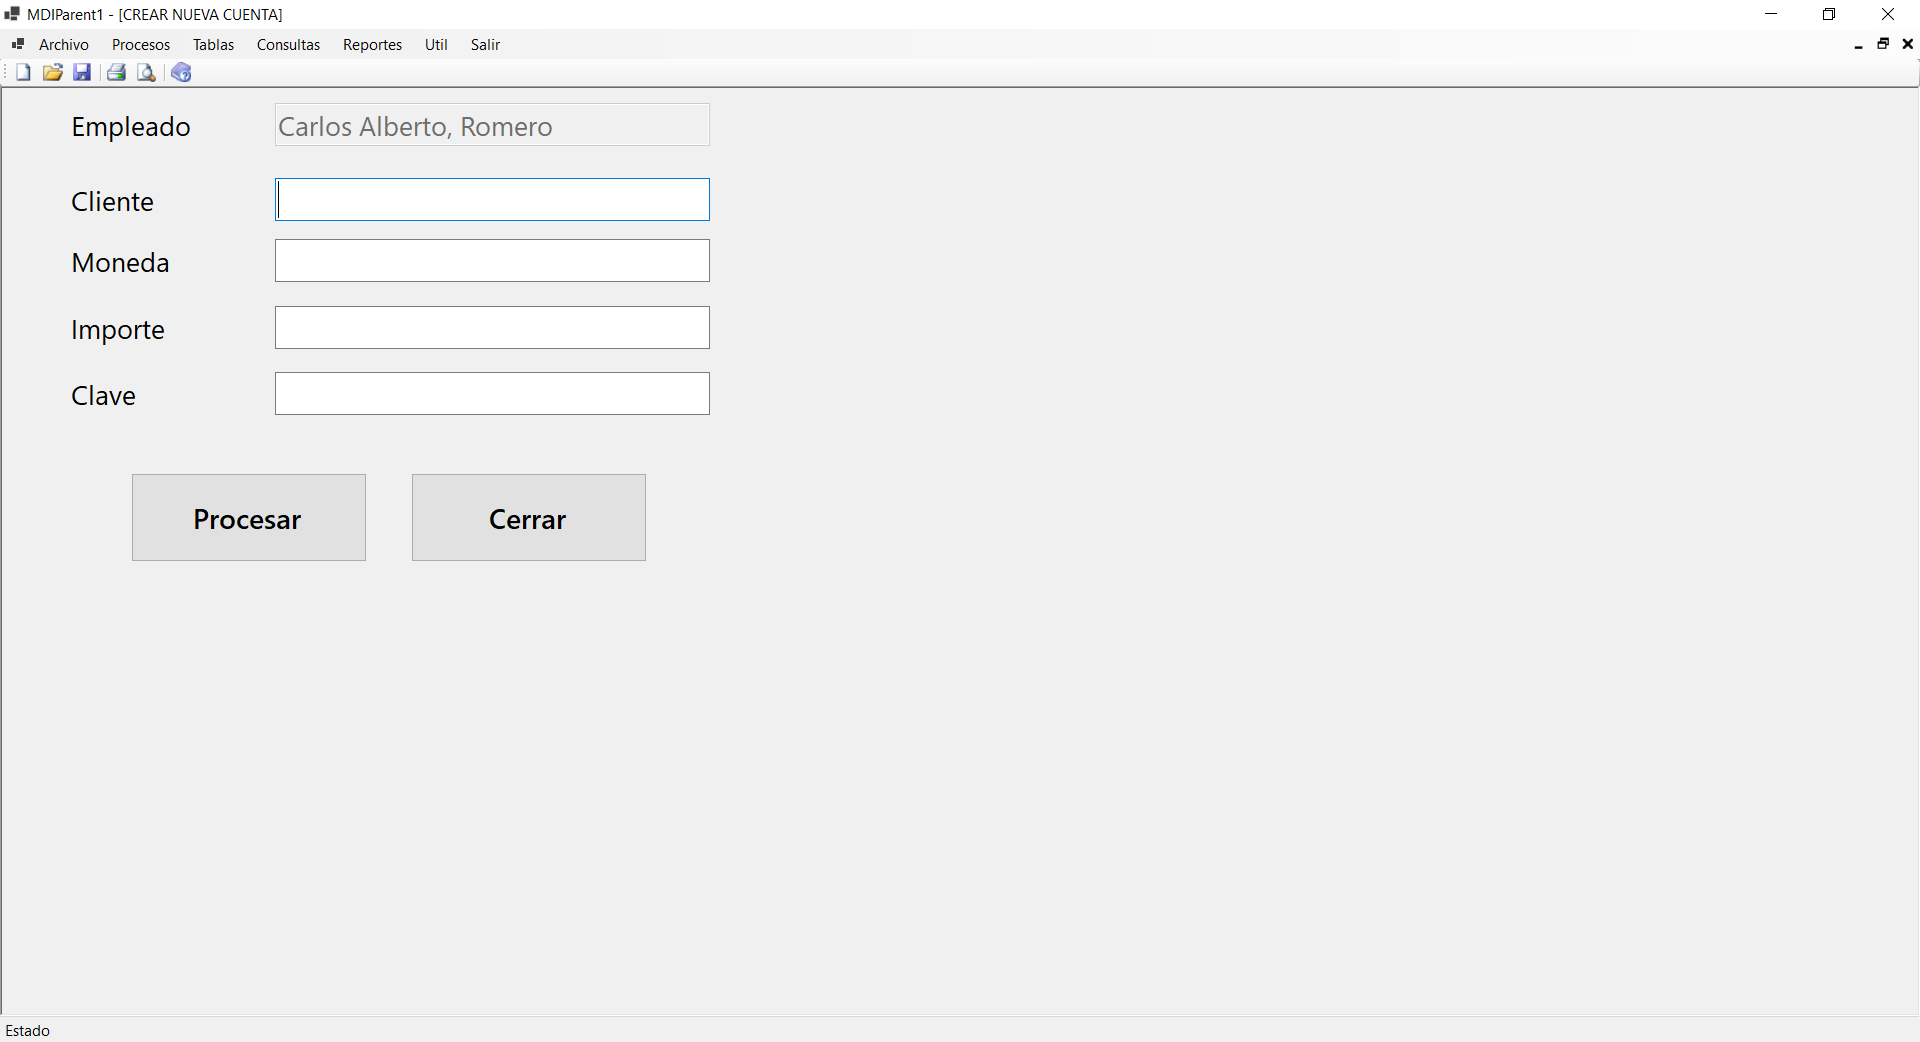 MDIParent1 - [CREAR NUEVA CUENTA]
Archivo Procesos Tablas Consultas Reportes Util Salir
Empleado Carlos Alberto, Romero
Cliente
Moneda
Importe
Clave
Procesar Cerrar
Estado